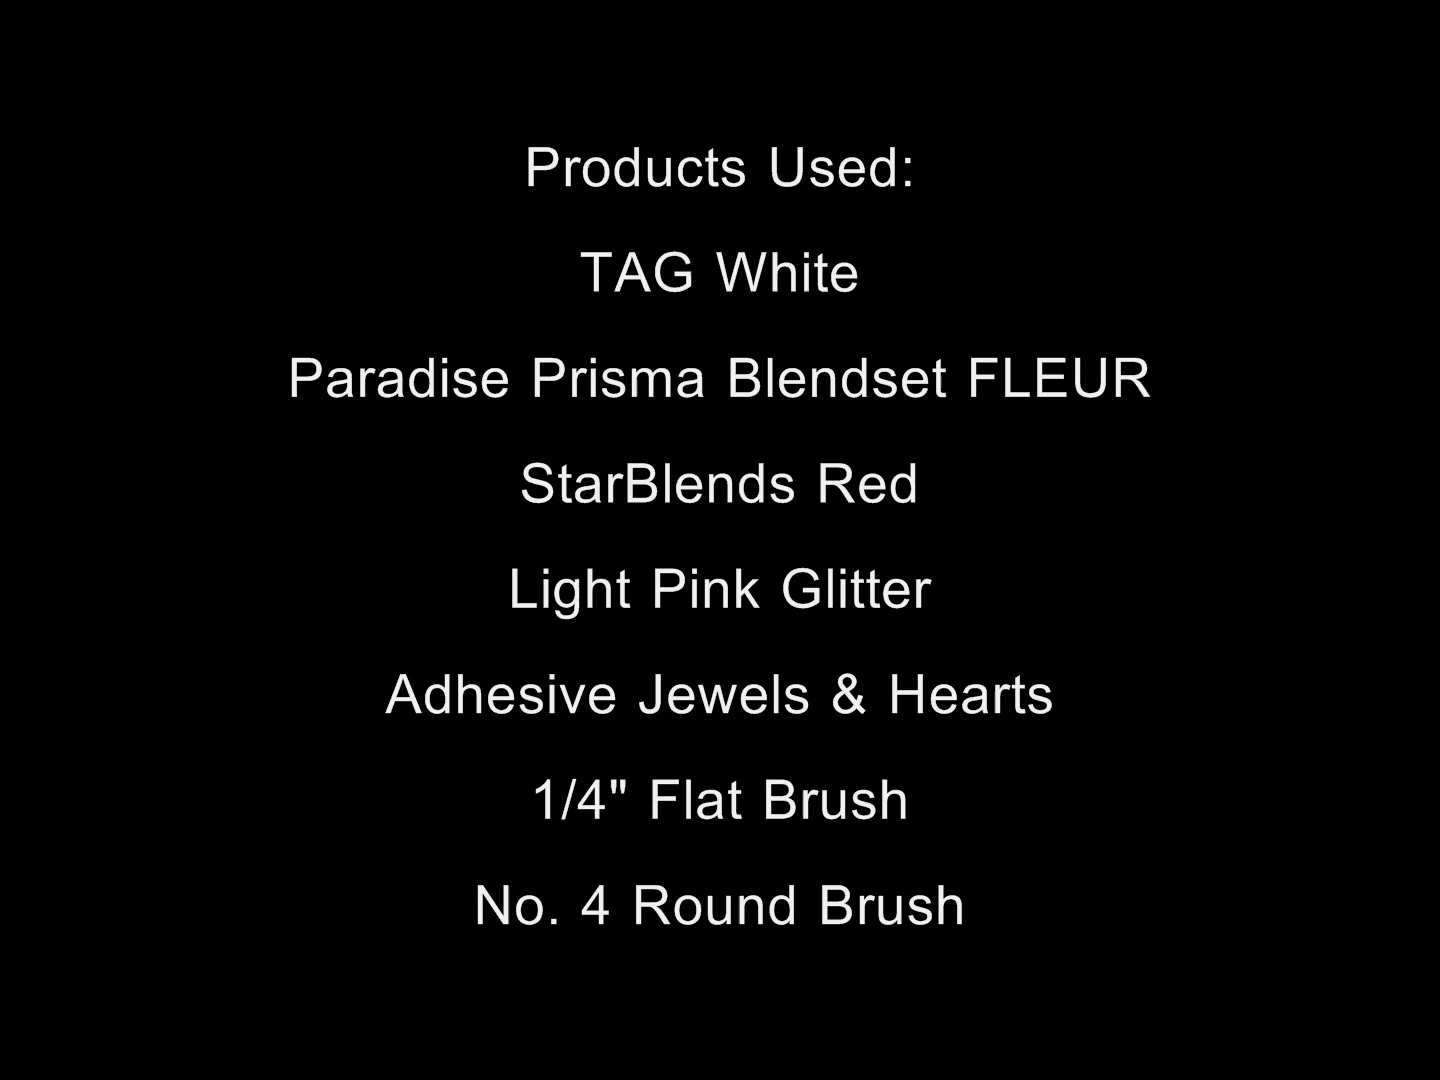 Products Used:
TAG White
Paradise Prisma Blendset FLEUR
StarBlends Red
Light Pink Glitter
Adhesive Jewels & Hearts
1/4" Flat Brush
No. 4 Round Brush